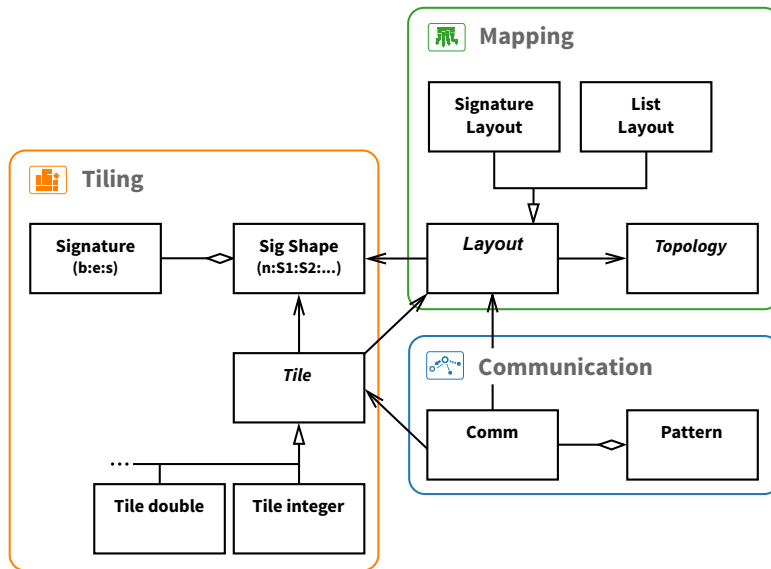 Mapping
Signature
Layout
List
Layout
Tiling
Signature
(b:e:s)
Sig Shape
(n:S1:S2:...)
Layout
Topology
Tile
Communication
Comm
Pattern
...
Tile double
Tile integer